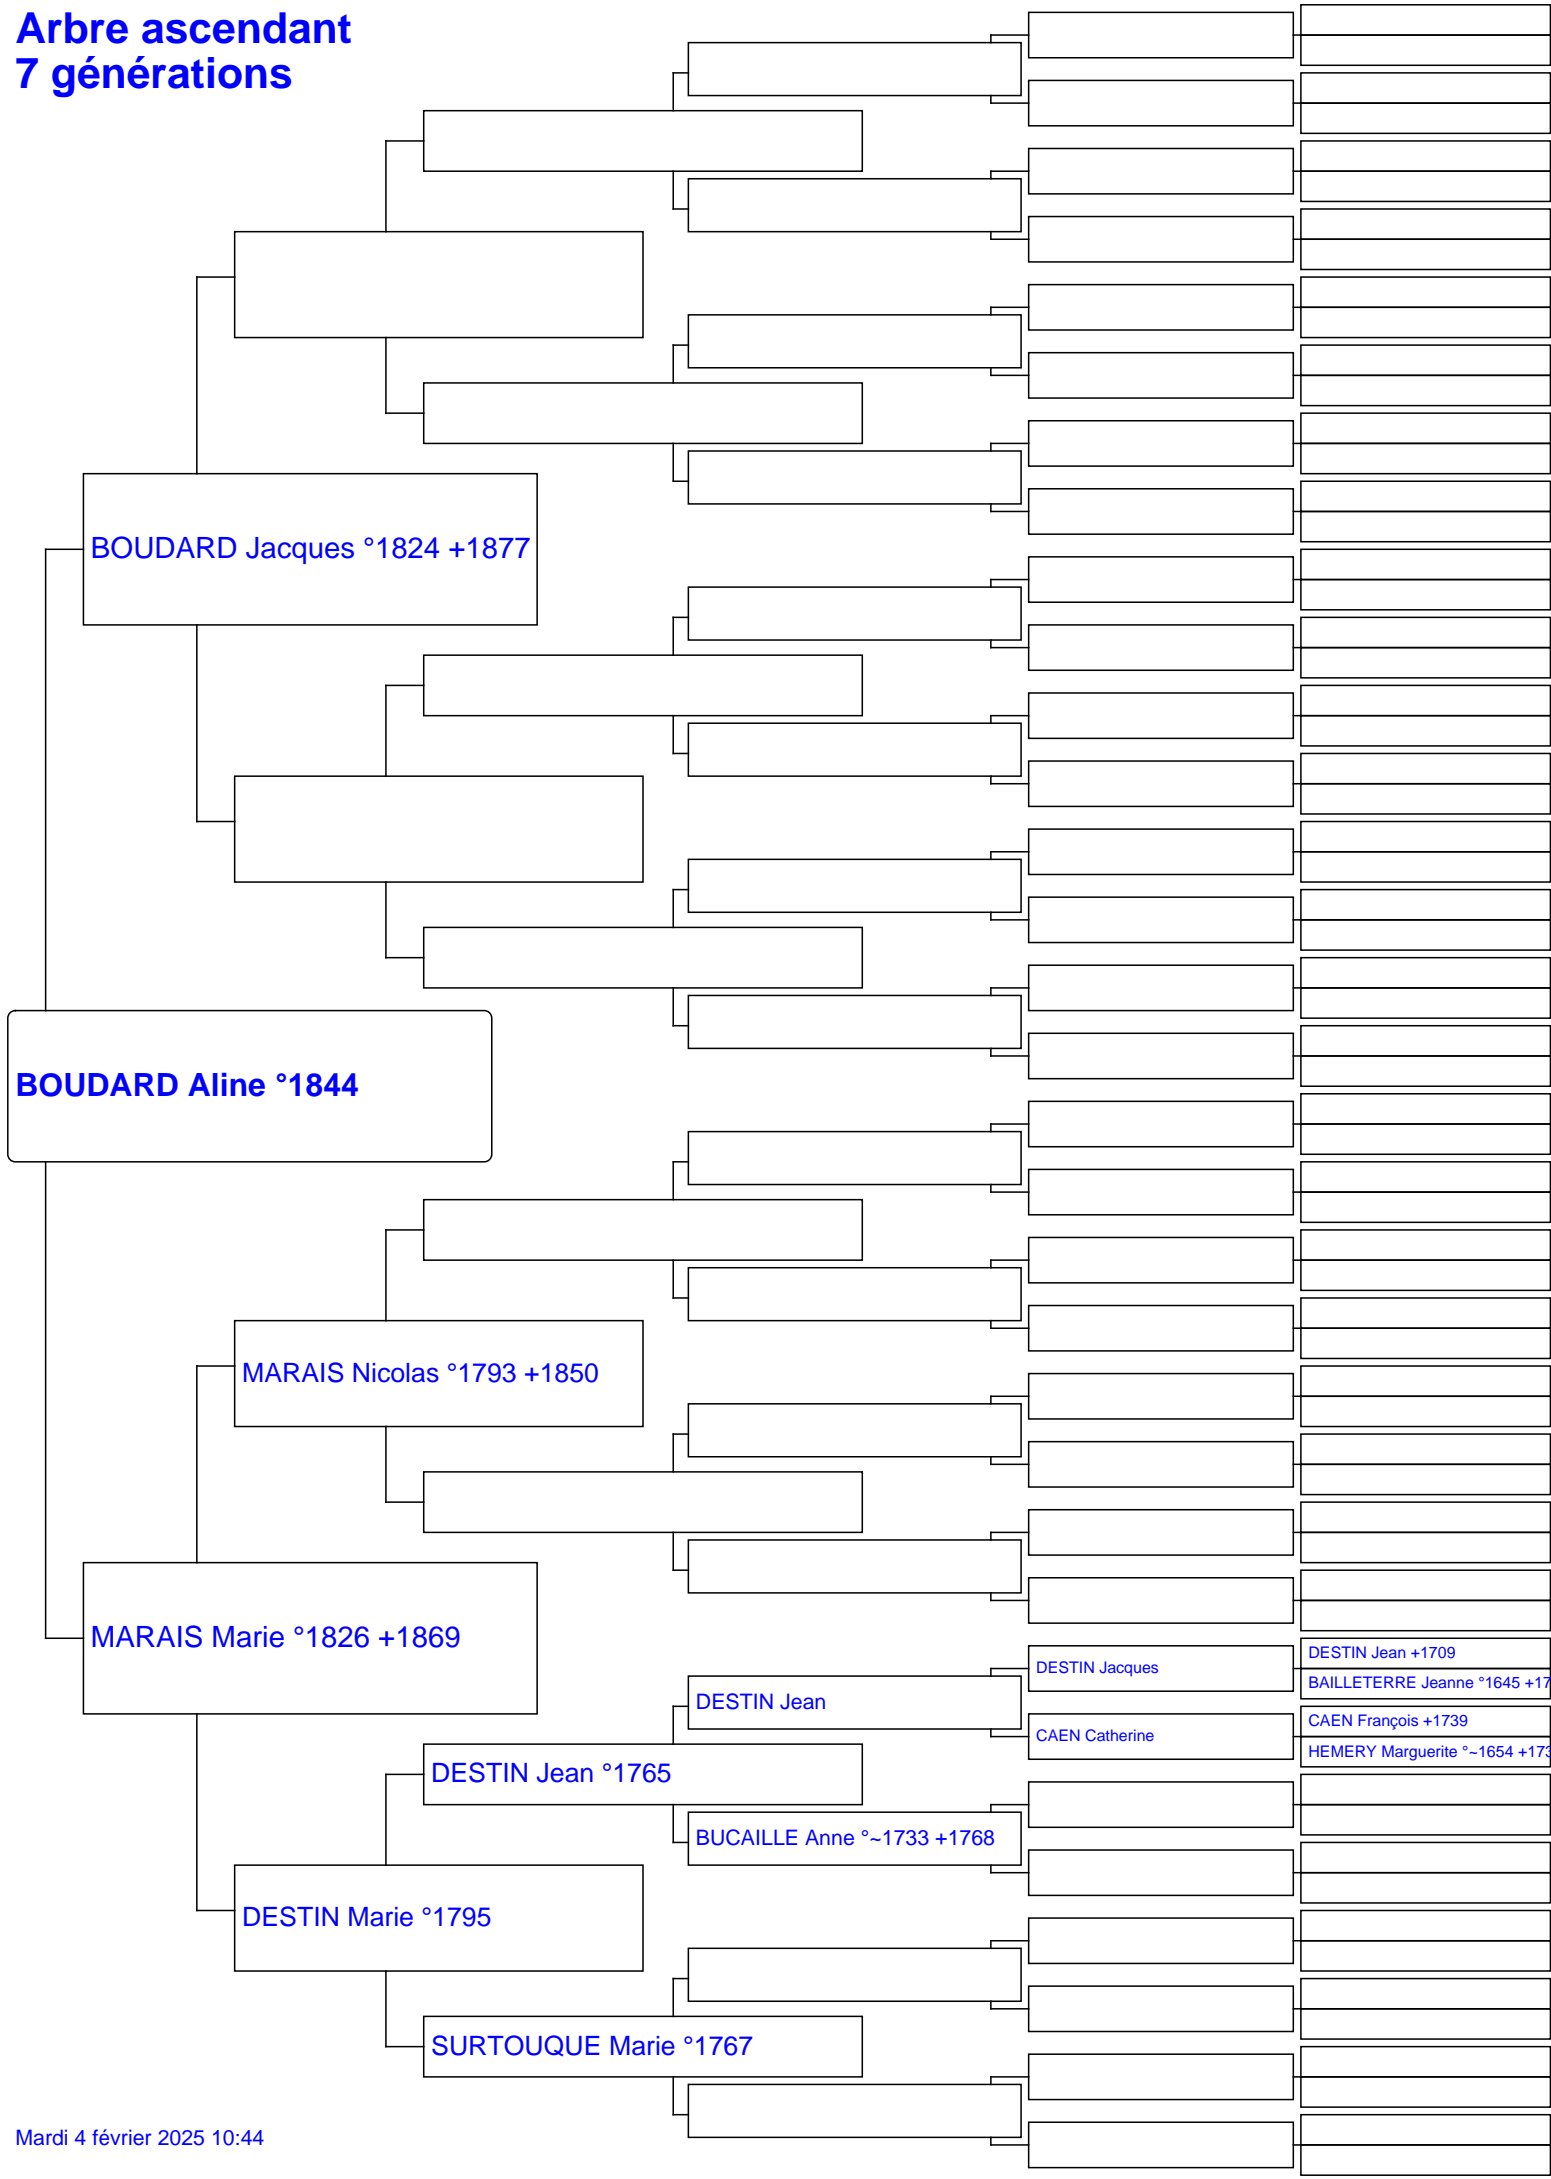 Arbre ascendant
7 générations
BOUDARD Jacques °1824 +1877
BOUDARD Aline °1844
MARAIS Nicolas °1793 +1850
MARAIS Marie °1826 +1869
DESTIN Jean +1709
DESTIN Jacques
BAILLETERRE Jeanne °1645 +17
DESTIN Jean
CAEN François +1739
CAEN Catherine
HEMERY Marguerite °~1654 +173
DESTIN Jean °1765
BUCAILLE Anne °~1733 +1768
DESTIN Marie °1795
SURTOUQUE Marie °1767
Mardi 4 février 2025 10:44